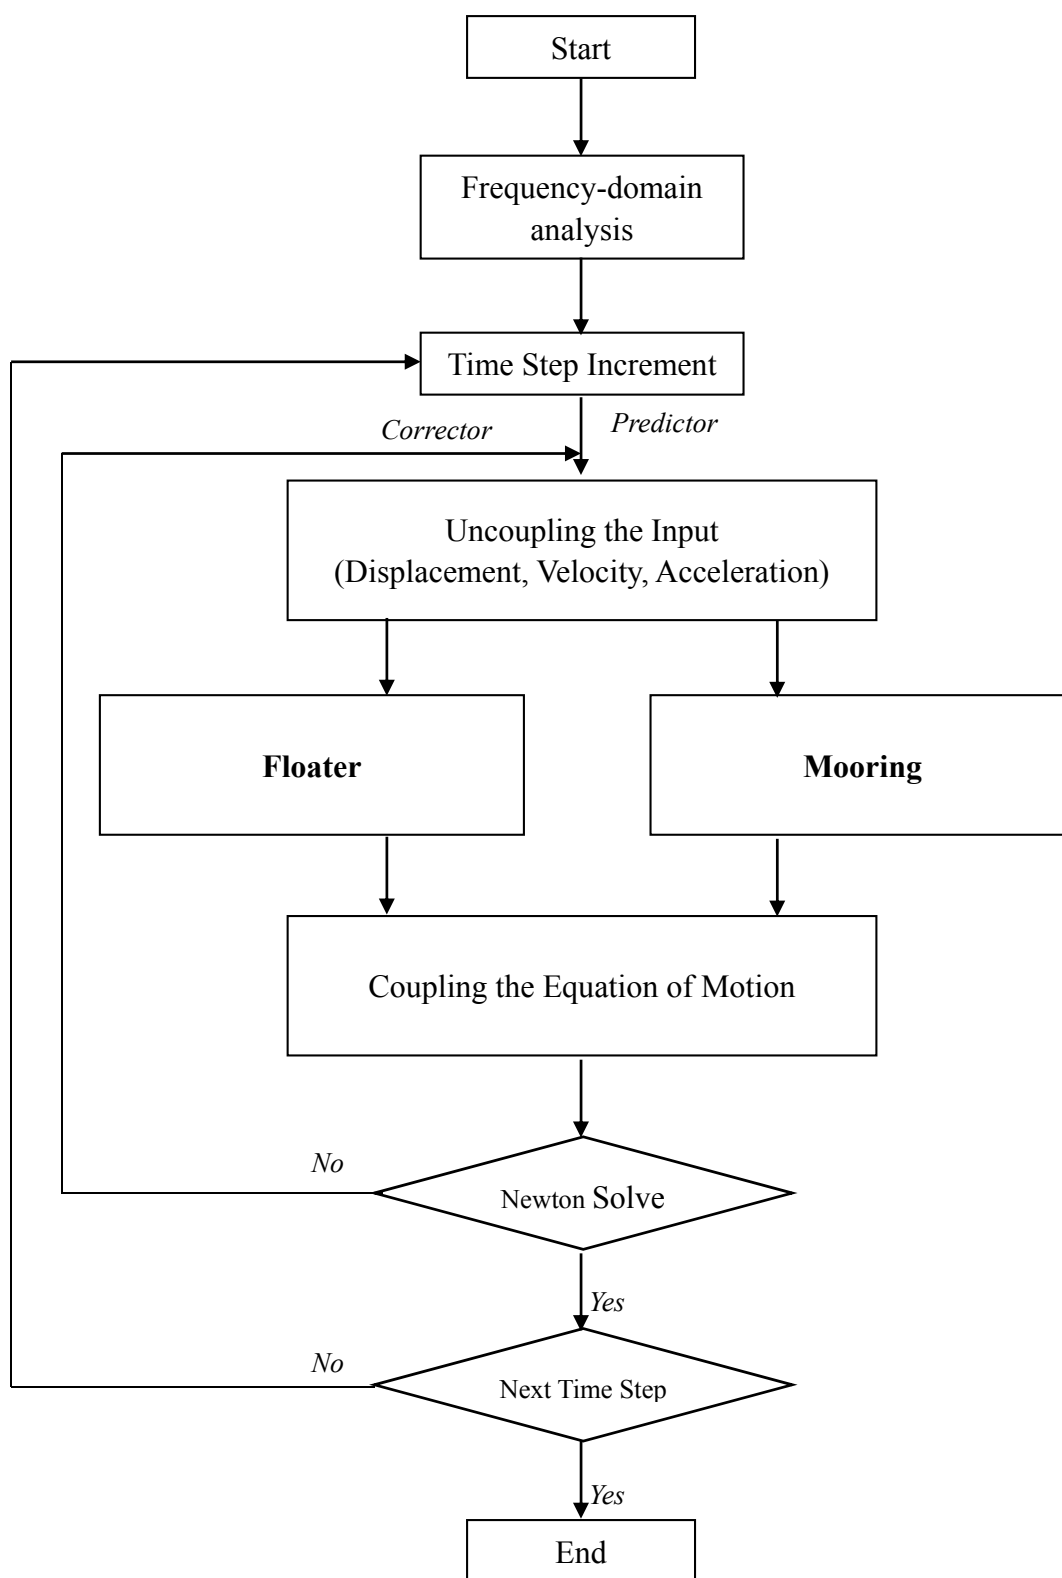 Start
Frequency-domain
analysis
Time Step Increment
Corrector
Predictor
Uncoupling the Input
(Displacement, Velocity, Acceleration)
Floater
Mooring
Coupling the Equation of Motion
No
Newton Solve
Yes
No
Next Time Step
Yes
End